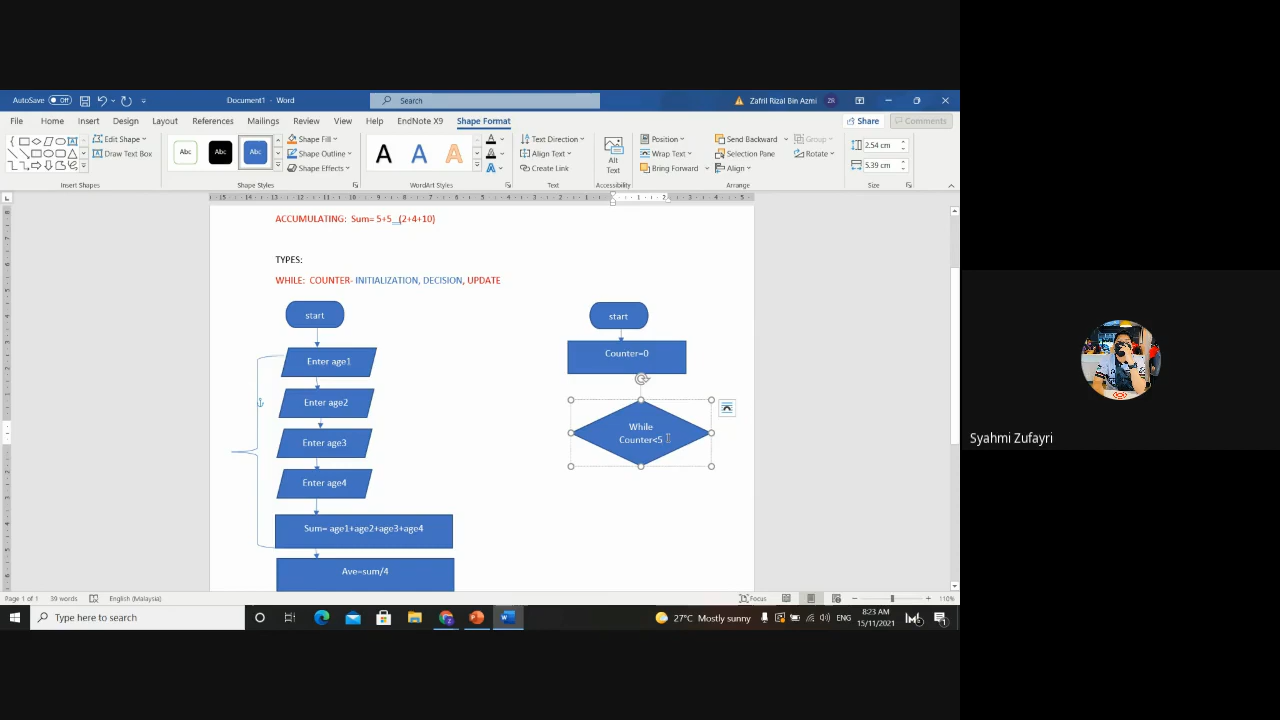 AutoSave Off
Document1 - Word
Search
Zafril Rizal Bin Azmi
ZR
File Home Insert Design Layout References Mailings Review View Help EndNote X9 Shape Format
Share Comments
Edit Shape
Draw Text Box
Insert Shapes
Abc Abc Abc
Shape Fill
Shape Outline
Shape Effects
Shape Styles
A A A
WordArt Styles
Text Direction
Align Text
Create Link
Text
Alt Text
Accessibility
Position
Wrap Text
Bring Forward
Send Backward
Selection Pane
Align
Group
Rotate
Arrange
2.54 cm
5.39 cm
Size
ACCUMULATING: Sum= 5+5 (2+4+10)
TYPES:
WHILE: COUNTER- INITIALIZATION, DECISION, UPDATE
start
Enter age1
Enter age2
Enter age3
Enter age4
Sum= age1+age2+age3+age4
Ave=sum/4
start
Counter=0
While
Counter<5
Syahmi Zufayri
Page 1 of 1 39 words English (Malaysia) Focus 110%
Type here to search
27°C Mostly sunny
ENG
8:23 AM
15/11/2021